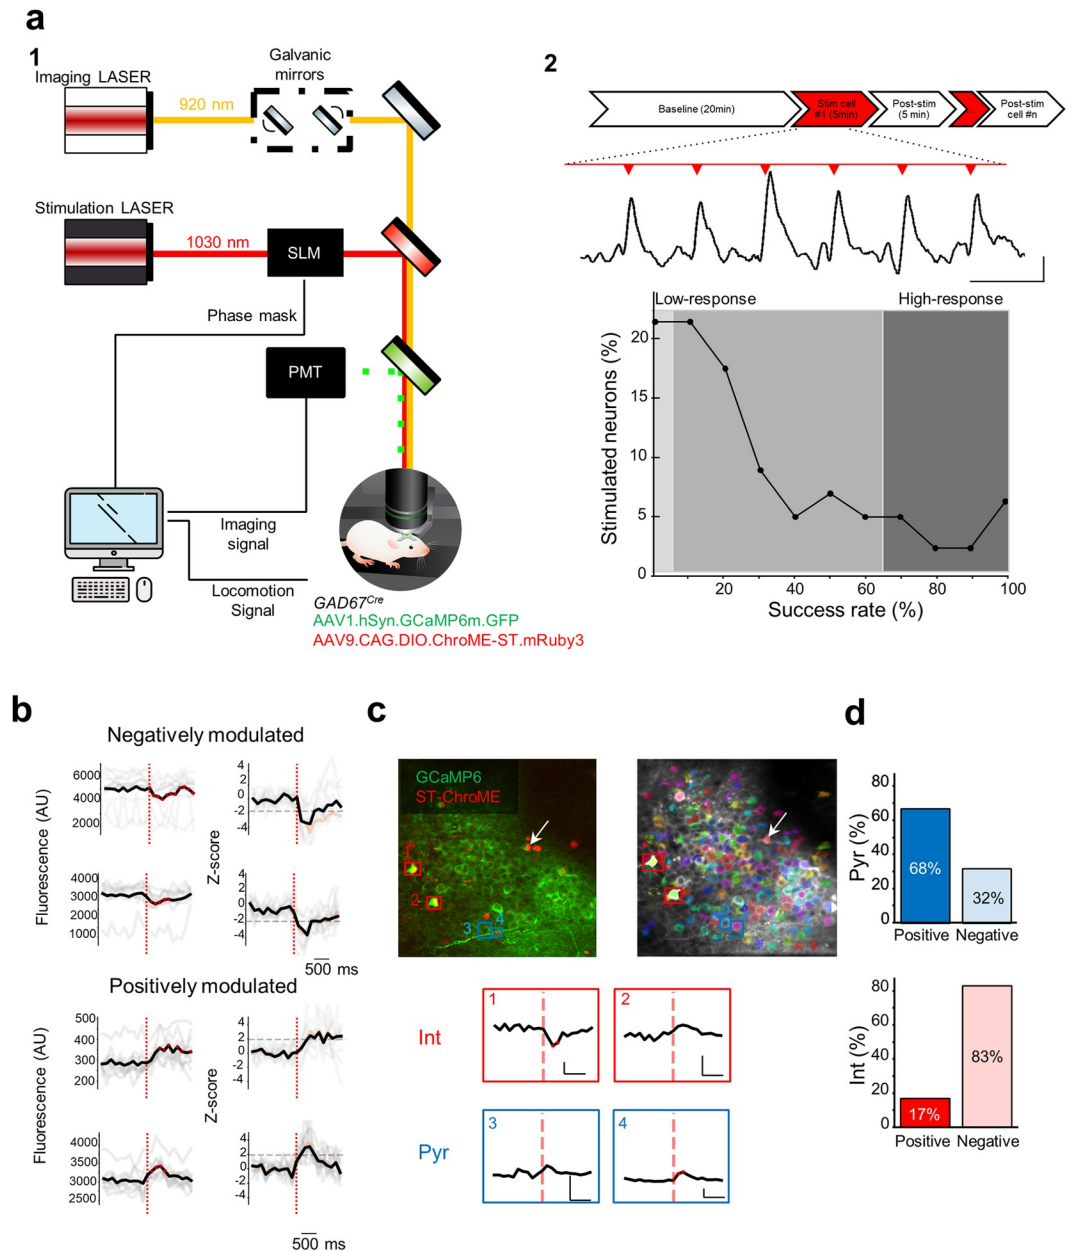 a
1
Imaging LASER
920 nm
Galvanic
mirrors
Stimulation LASER
1030 nm
SLM
Phase mask
PMT
Imaging
signal
Locomotion
Signal
GAD67Cre
AAV1.hSyn.GCaMP6m.GFP
AAV9.CAG.DIO.ChroME-ST.mRuby3
2
Baseline (20min)
Stim cell
#1 (5min)
Post-stim
(5 min)
...
Post-stim
cell #n
Low-response
High-response
Stimulated neurons (%)
20
15
10
5
0
20
40
60
80
100
Success rate (%)
b
Negatively modulated
Fluorescence (AU)
6000
4000
2000
Z-score
4
2
0
-2
-4
4000
3000
2000
1000
4
2
0
-2
-4
500 ms
Positively modulated
Fluorescence (AU)
500
400
300
200
Z-score
4
2
0
-2
-4
4000
3500
3000
2500
4
2
0
-2
-4
500 ms
c
GCaMP6
ST-ChroME
1
2
3
4
Int
1
2
Pyr
3
4
d
Pyr (%)
80
60
40
20
0
68%
32%
Positive
Negative
Int (%)
80
60
40
20
0
17%
83%
Positive
Negative